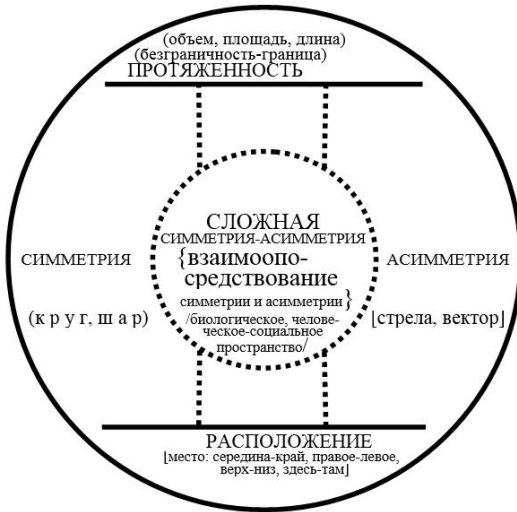 (объем, площадь, длина)
(безграничность-граница)
ПРОТЯЖЕННОСТЬ
СЛОЖНАЯ
СИММЕТРИЯ-АСИММЕТРИЯ
{взаимоопо-
средствование
симметрии и асимметрии}
/биологическое, челове-
ческое-социальное
пространство/
СИММЕТРИЯ
(к р у г, ш а р)
АСИММЕТРИЯ
⌊стрела, вектор⌋
РАСПОЛОЖЕНИЕ
⌊место: середина-край, правое-левое,
верх-низ, здесь-там⌋